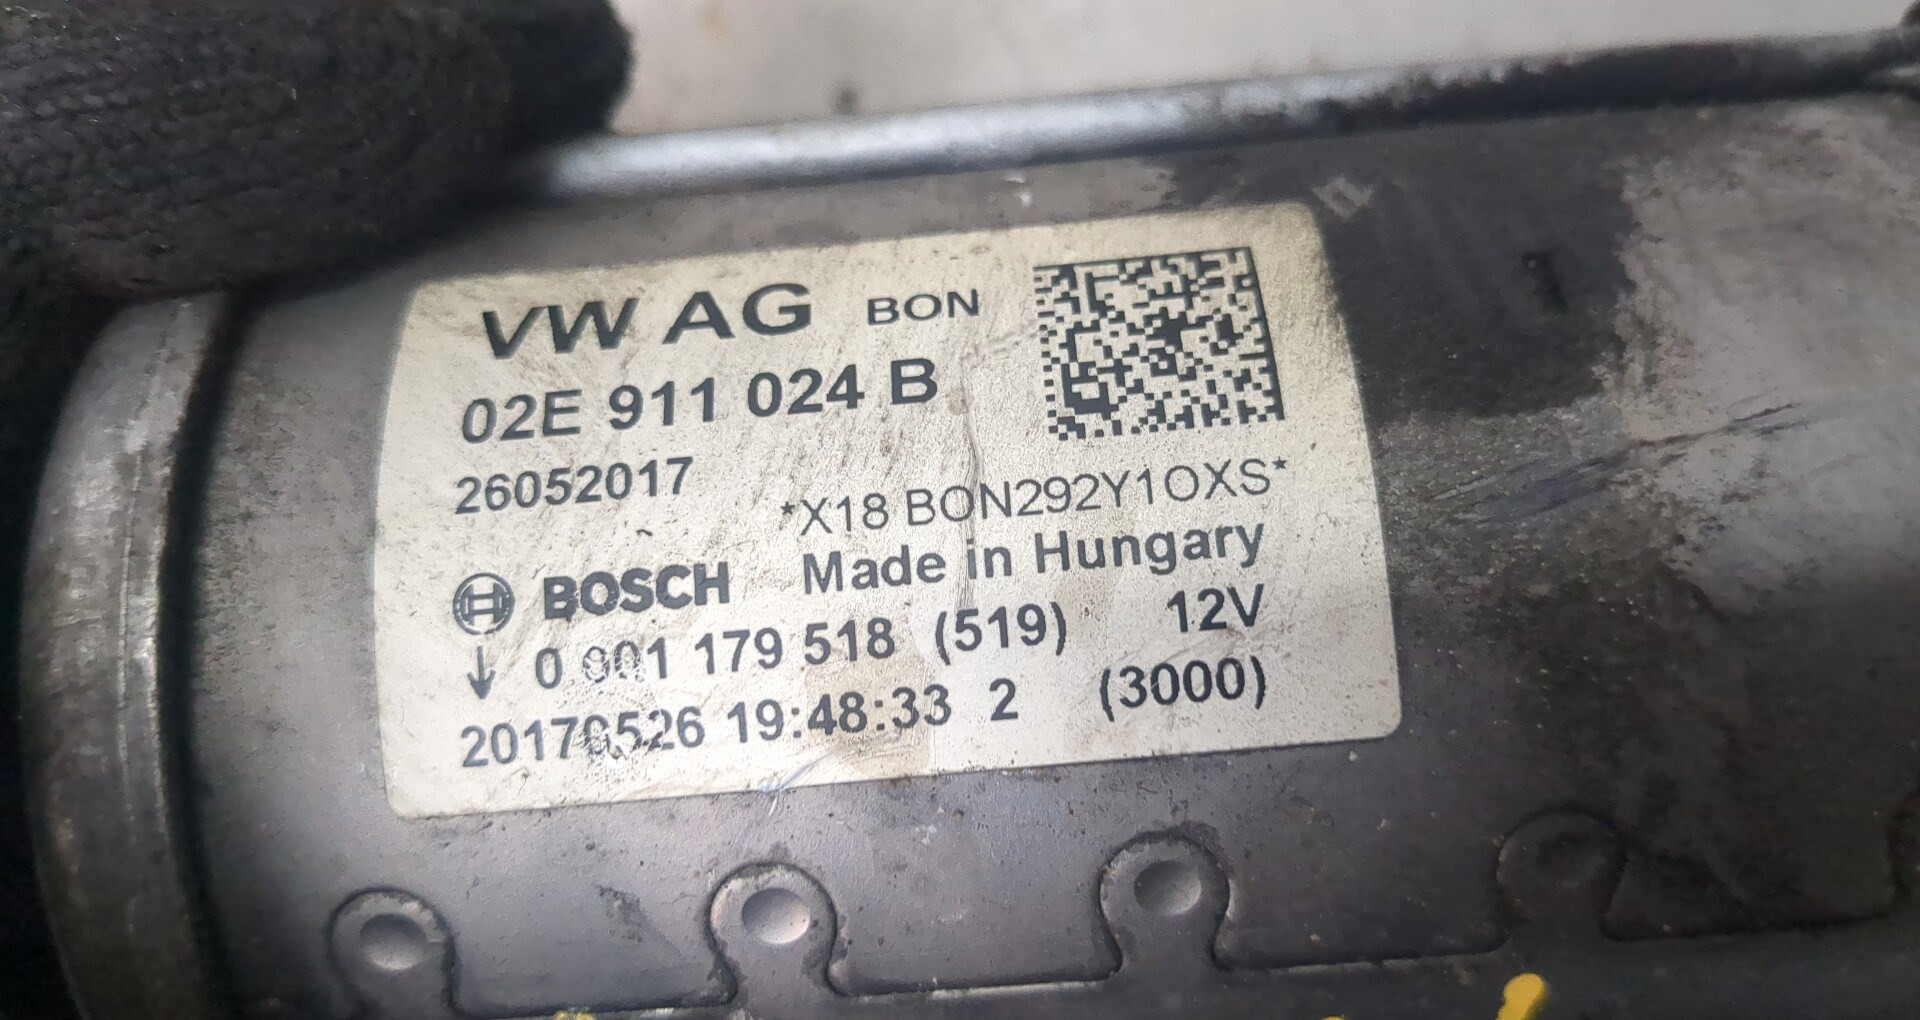 VW AG BON
02E 911 024 B
26052017
*X18 BON292Y1OXS*
BOSCH Made in Hungary
0 001 179 518 (519) 12V
20170526 19:48:33 2 (3000)